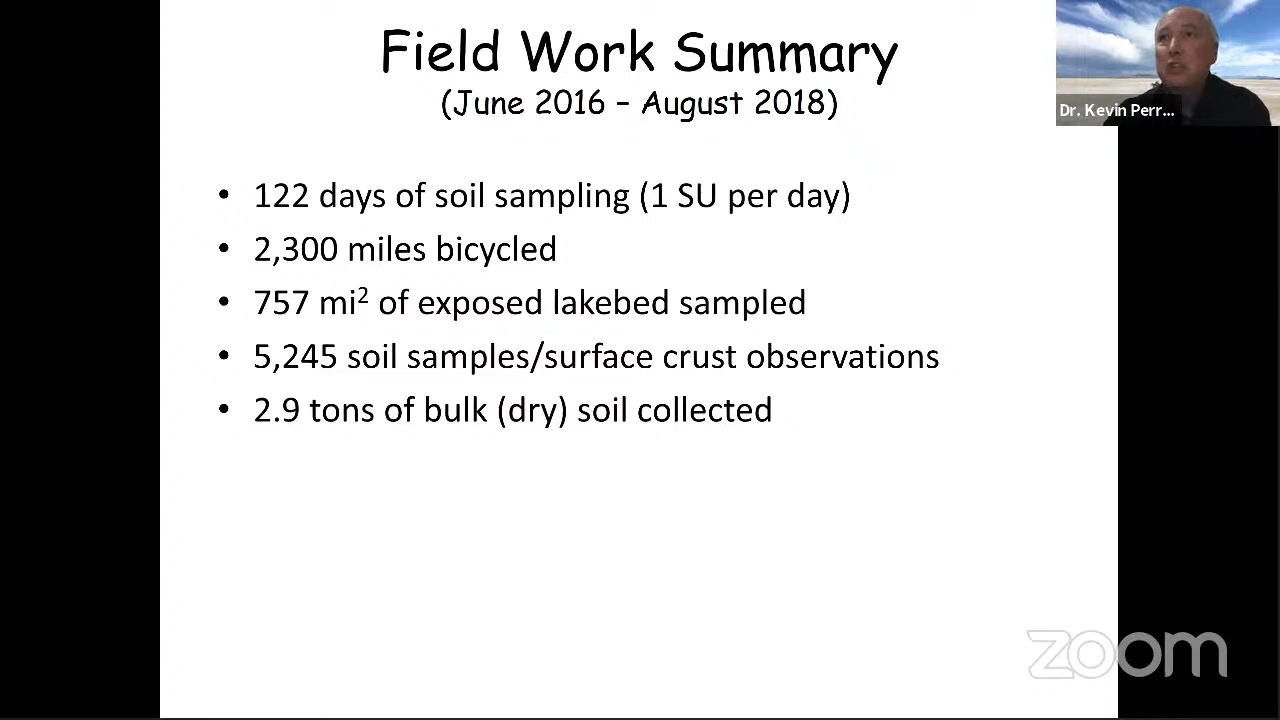 Field Work Summary
(June 2016 – August 2018)
Dr. Kevin Perr...
• 122 days of soil sampling (1 SU per day)
• 2,300 miles bicycled
• 757 mi² of exposed lakebed sampled
• 5,245 soil samples/surface crust observations
• 2.9 tons of bulk (dry) soil collected
zoom